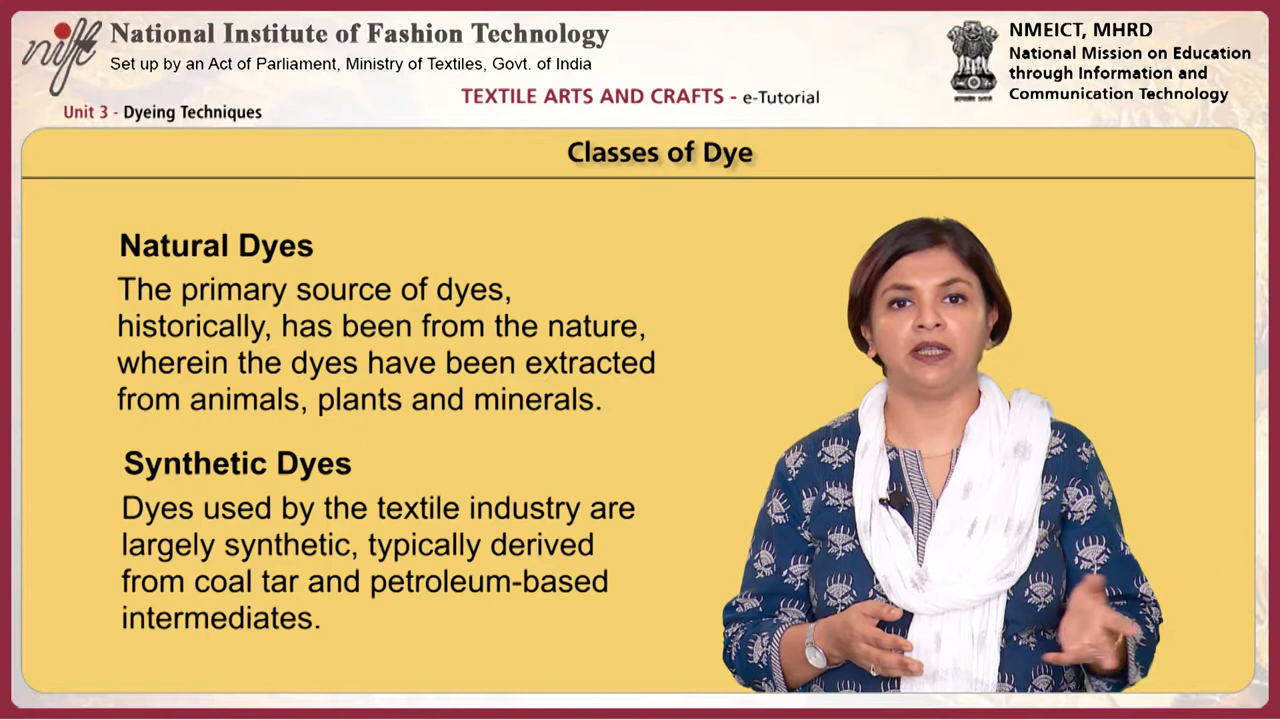 nift
National Institute of Fashion Technology
Set up by an Act of Parliament, Ministry of Textiles, Govt. of India
NMEICT, MHRD
National Mission on Education
through Information and
Communication Technology
TEXTILE ARTS AND CRAFTS - e-Tutorial
Unit 3 - Dyeing Techniques
Classes of Dye
Natural Dyes
The primary source of dyes,
historically, has been from the nature,
wherein the dyes have been extracted
from animals, plants and minerals.
Synthetic Dyes
Dyes used by the textile industry are
largely synthetic, typically derived
from coal tar and petroleum-based
intermediates.